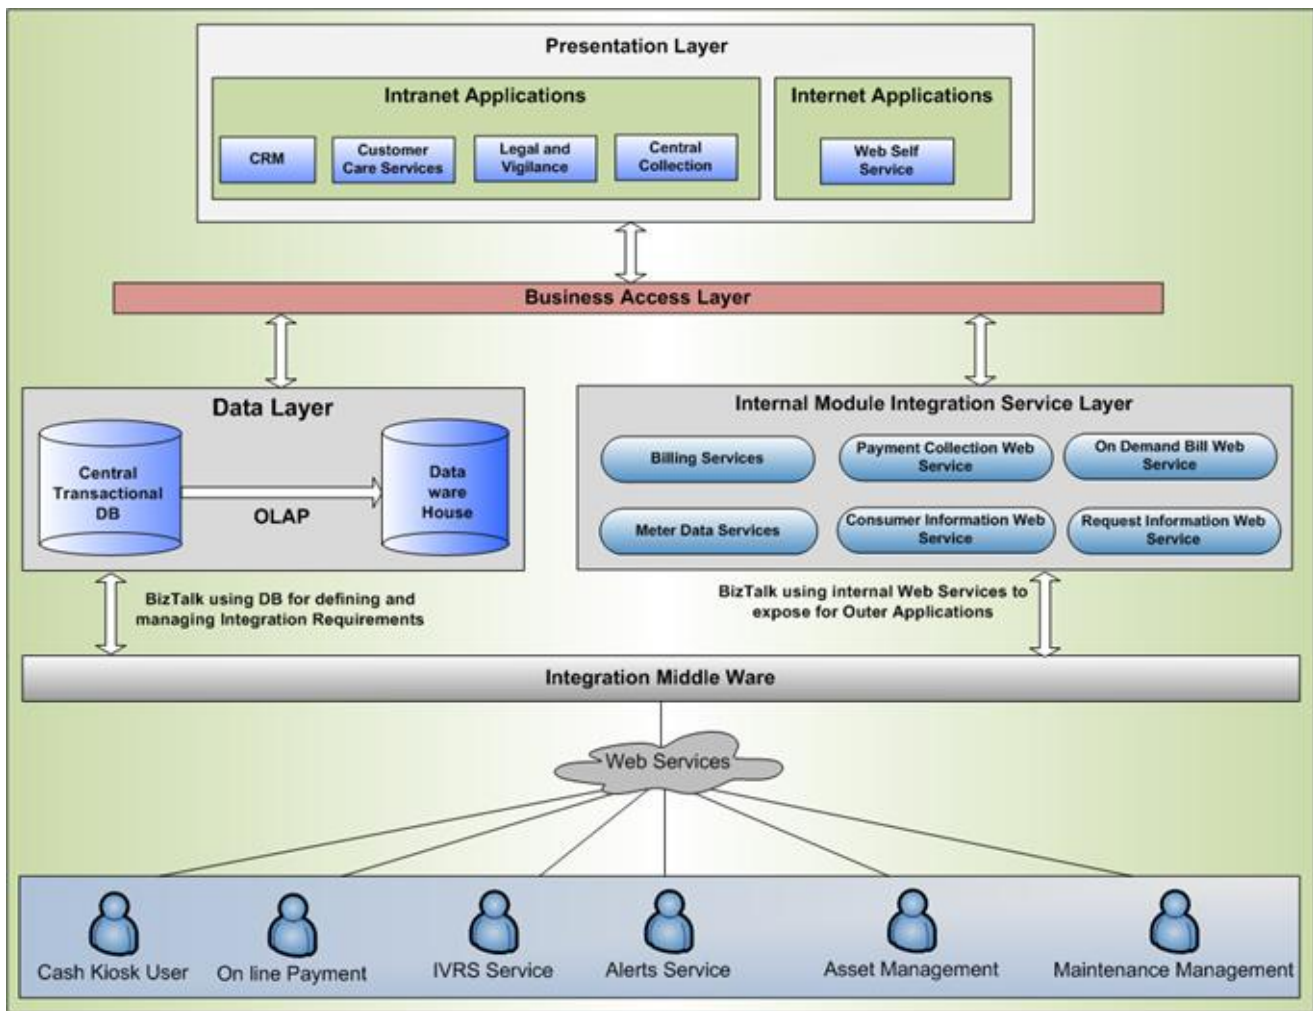 Presentation Layer
Intranet Applications
Internet Applications
CRM
Customer
Care Services
Legal and
Vigilance
Central
Collection
Web Self
Service
Business Access Layer
Data Layer
Central
Transactional
DB
OLAP
Data
ware
House
Internal Module Integration Service Layer
Billing Services
Payment Collection Web
Service
On Demand Bill Web
Service
Meter Data Services
Consumer Information Web
Service
Request Information Web
Service
BizTalk using DB for defining and
managing Integration Requirements
BizTalk using internal Web Services to
expose for Outer Applications
Integration Middle Ware
Web Services
Cash Kiosk User
On line Payment
IVRS Service
Alerts Service
Asset Management
Maintenance Management